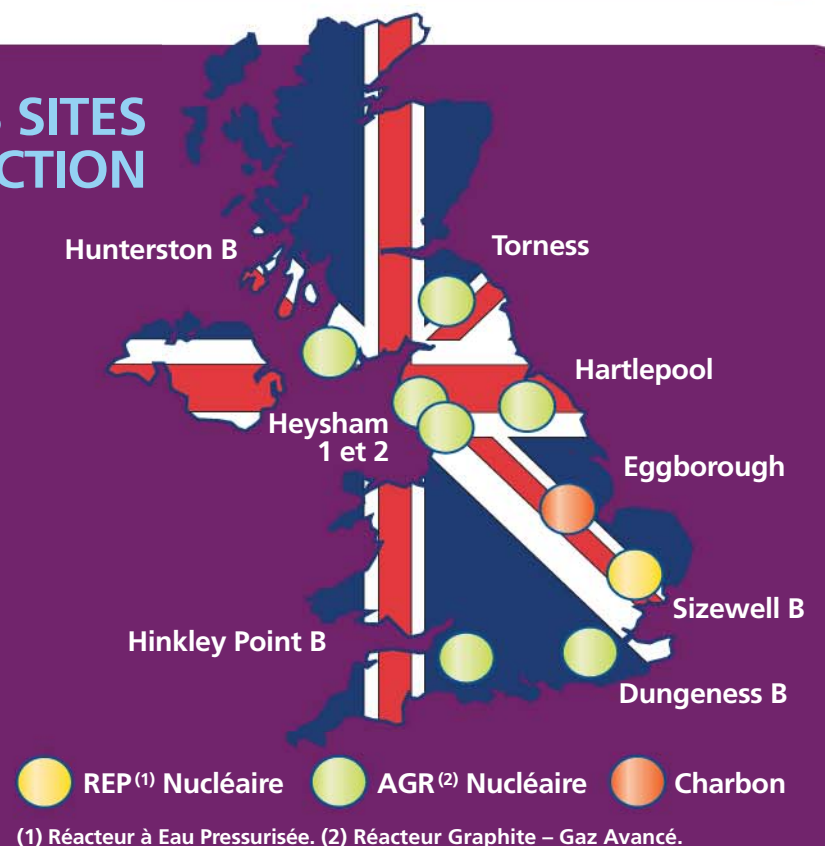 SITES
CTION
Hunterston B
Torness
Hartlepool
Heysham
1 et 2
Eggborough
Sizewell B
Hinkley Point B
Dungeness B
REP(1) Nucléaire AGR(2) Nucléaire Charbon
(1) Réacteur à Eau Pressurisée. (2) Réacteur Graphite – Gaz Avancé.